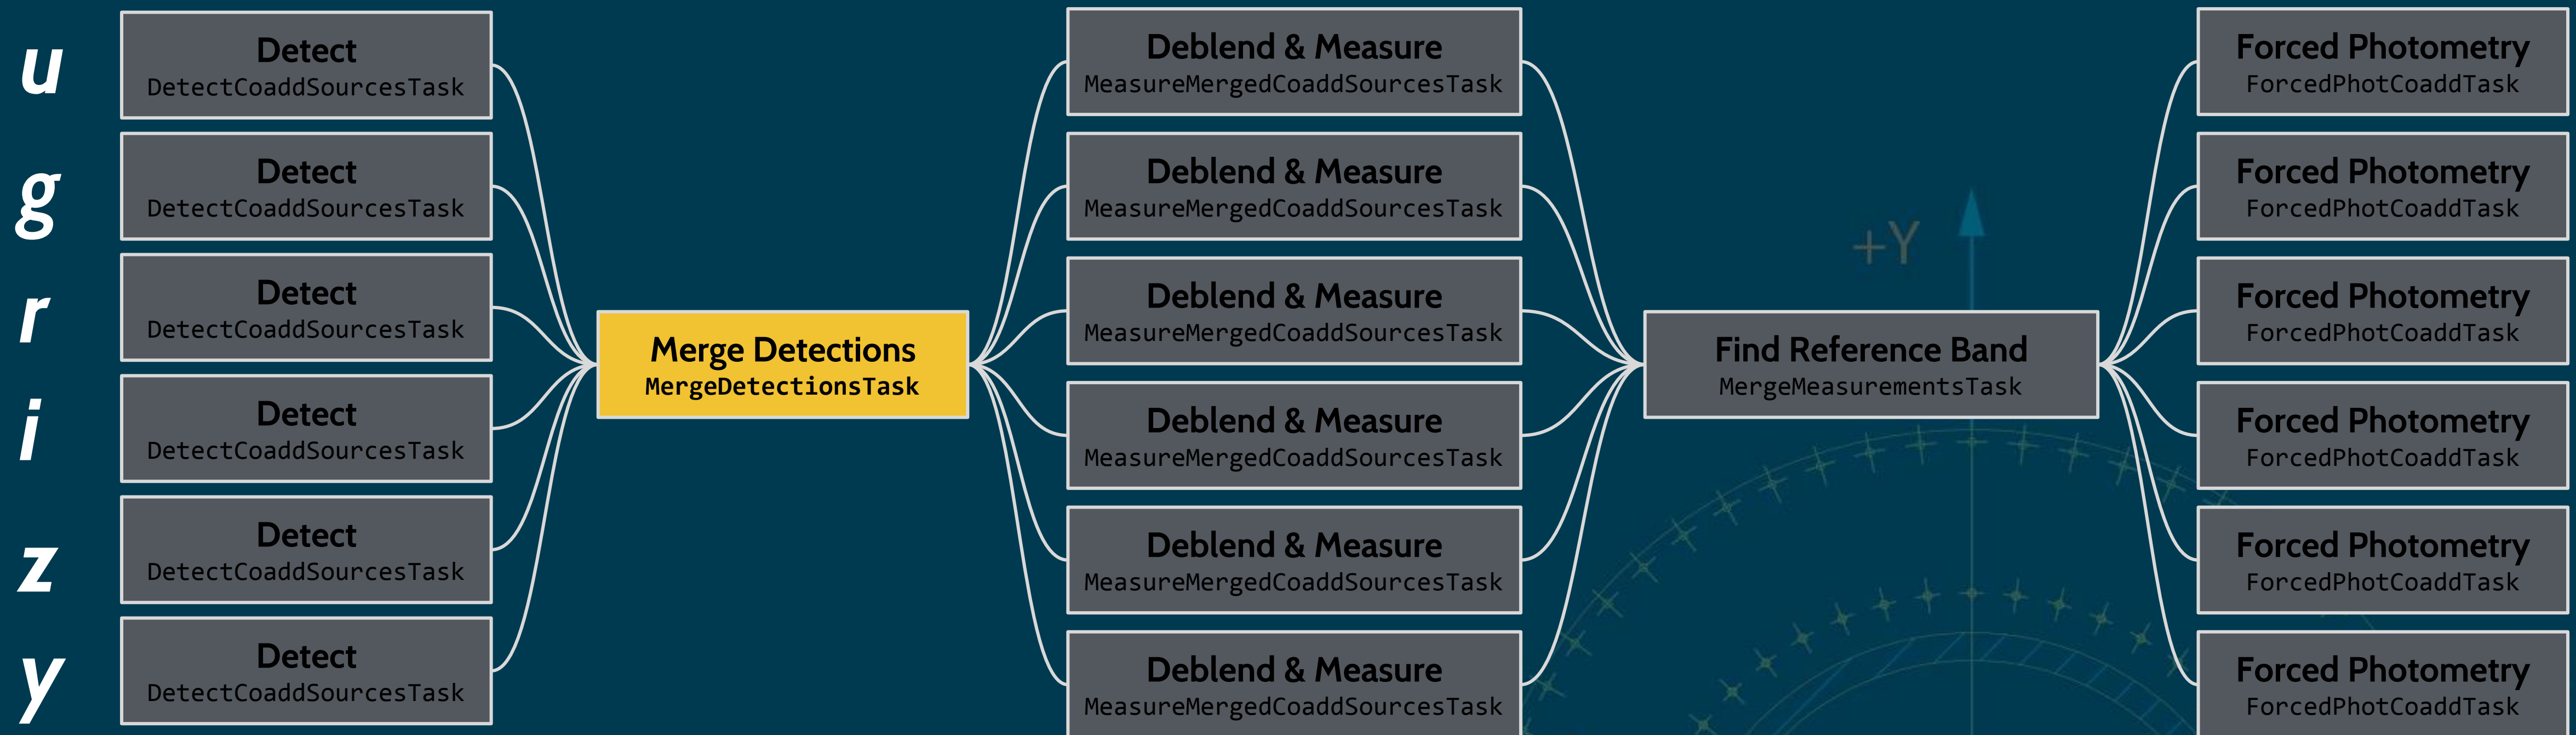 u
g
r
i
z
y
Detect
DetectCoaddSourcesTask
Detect
DetectCoaddSourcesTask
Detect
DetectCoaddSourcesTask
Detect
DetectCoaddSourcesTask
Detect
DetectCoaddSourcesTask
Detect
DetectCoaddSourcesTask
Merge Detections
MergeDetectionsTask
Deblend & Measure
MeasureMergedCoaddSourcesTask
Deblend & Measure
MeasureMergedCoaddSourcesTask
Deblend & Measure
MeasureMergedCoaddSourcesTask
Deblend & Measure
MeasureMergedCoaddSourcesTask
Deblend & Measure
MeasureMergedCoaddSourcesTask
Deblend & Measure
MeasureMergedCoaddSourcesTask
+Y
Find Reference Band
MergeMeasurementsTask
Forced Photometry
ForcedPhotCoaddTask
Forced Photometry
ForcedPhotCoaddTask
Forced Photometry
ForcedPhotCoaddTask
Forced Photometry
ForcedPhotCoaddTask
Forced Photometry
ForcedPhotCoaddTask
Forced Photometry
ForcedPhotCoaddTask